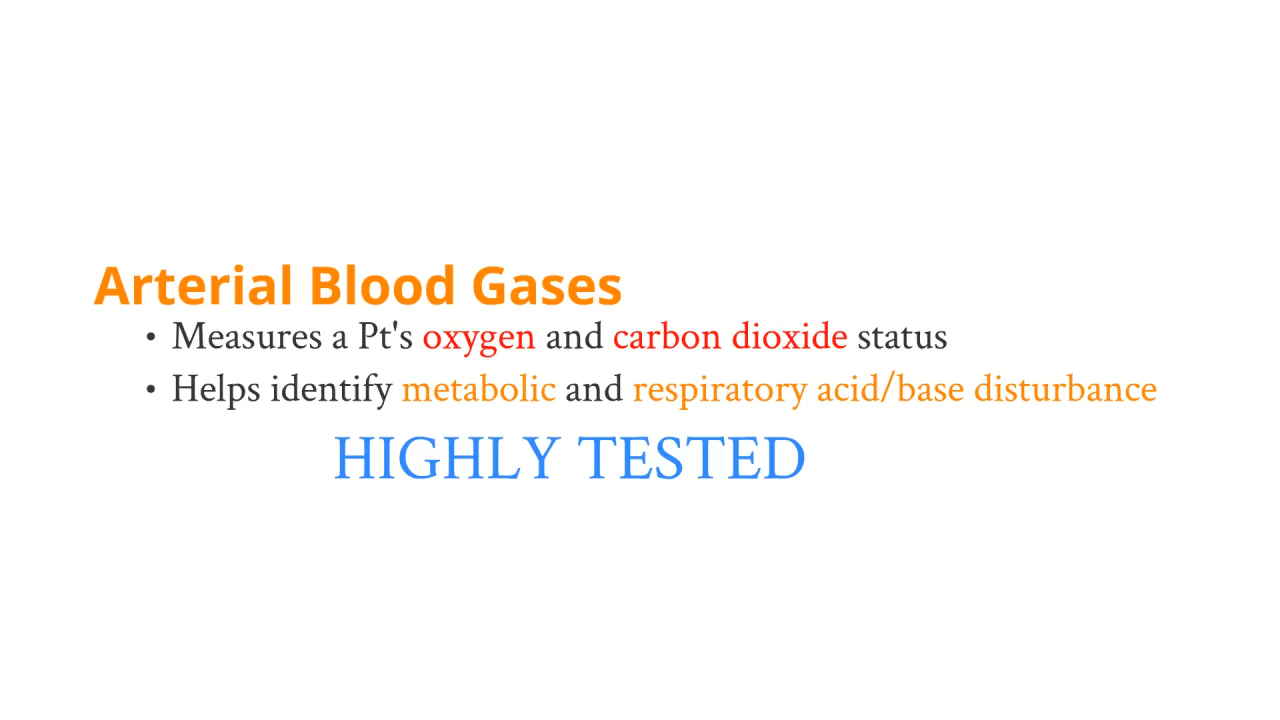 Arterial Blood Gases
• Measures a Pt's oxygen and carbon dioxide status
• Helps identify metabolic and respiratory acid/base disturbance
HIGHLY TESTED